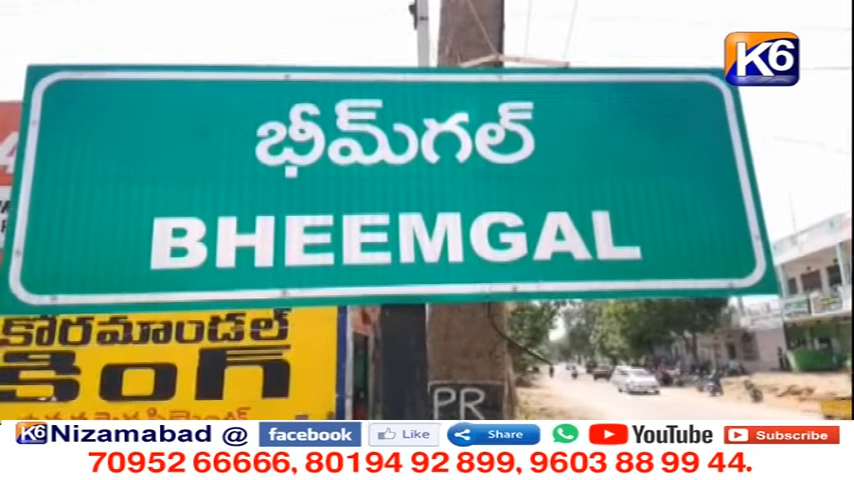 K6
భీమ్‌గల్
BHEEMGAL
కోరమాండల్
కింగ్
PR
K6 Nizamabad @ facebook Like Share YouTube Subscribe
70952 66666, 80194 92 899, 9603 88 99 44.